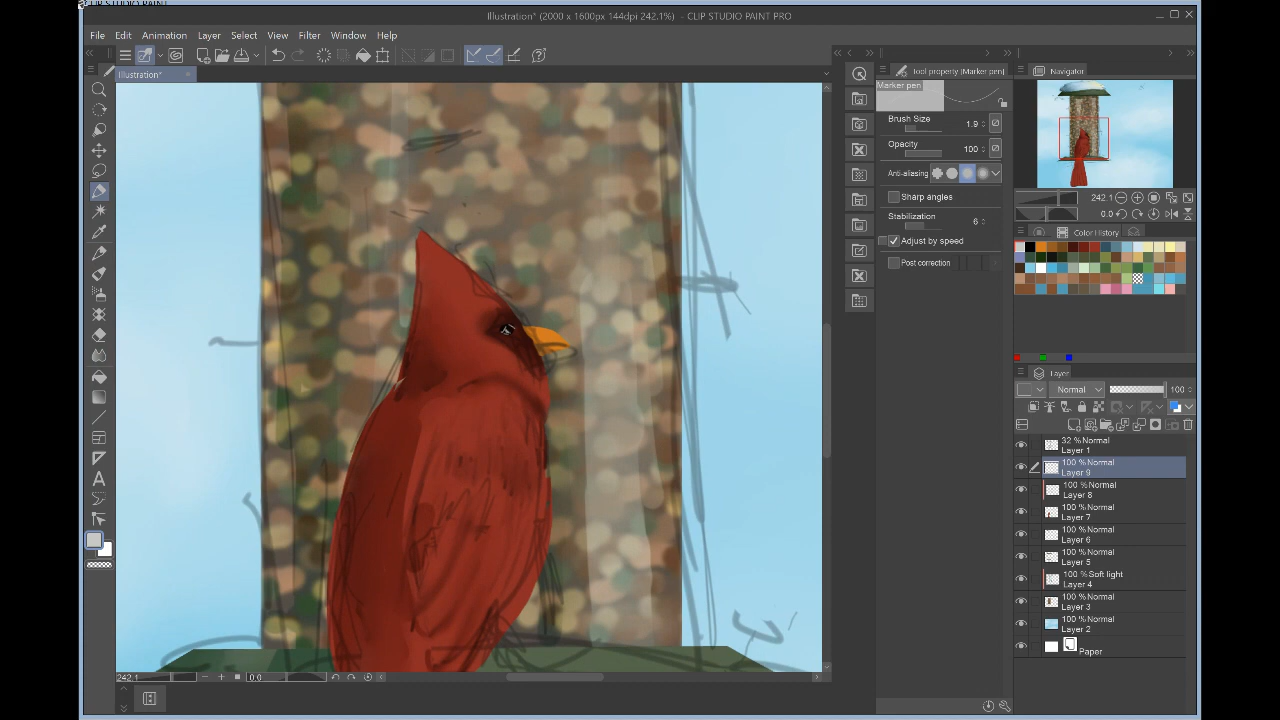 CLIP STUDIO PAINT
Illustration* (2000 x 1600px 144dpi 242.1%) - CLIP STUDIO PAINT PRO
File Edit Animation Layer Select View Filter Window Help
Illustration*
Tool property (Marker pen)
Marker pen
Brush Size 1.9
Opacity 100
Anti-aliasing
Sharp angles
Stabilization 6
Adjust by speed
Post correction
Navigator
242.1
0.0
Color History
Layer
Normal 100
32 % Normal
Layer 1
100 % Normal
Layer 9
100 % Normal
Layer 8
100 % Normal
Layer 7
100 % Normal
Layer 6
100 % Normal
Layer 5
100 % Soft light
Layer 4
100 % Normal
Layer 3
100 % Normal
Layer 2
Paper
242.1 0.0